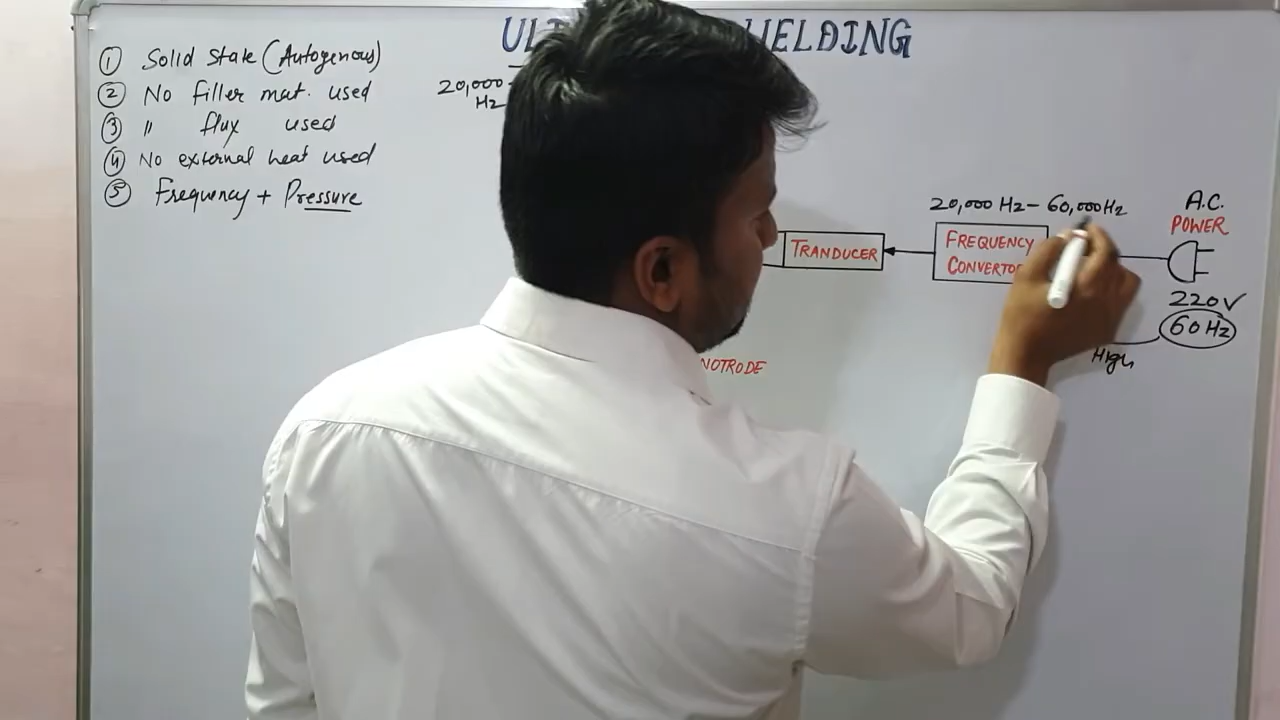 UL WELDING
① Solid state (Autogenous)
② No filler mat. used
③ 〃 flux used
④ No external heat used
⑤ Frequency + Pressure
20,000
Hz
20,000 Hz - 60,000 Hz
A.C.
POWER
TRANDUCER
FREQUENCY
CONVERTO
220V
60 Hz
High
NOTRODE